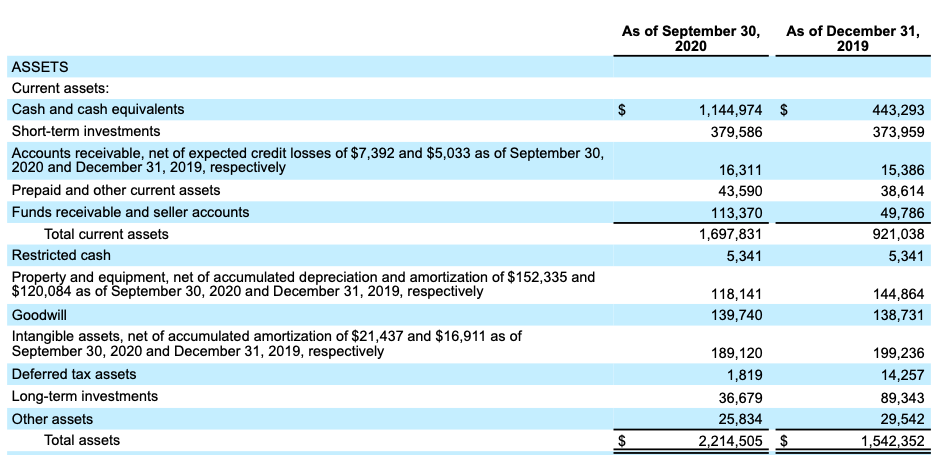 As of September 30, 2020 As of December 31, 2019
ASSETS
Current assets:
Cash and cash equivalents $ 1,144,974 $ 443,293
Short-term investments 379,586 373,959
Accounts receivable, net of expected credit losses of $7,392 and $5,033 as of September 30,
2020 and December 31, 2019, respectively 16,311 15,386
Prepaid and other current assets 43,590 38,614
Funds receivable and seller accounts 113,370 49,786
Total current assets 1,697,831 921,038
Restricted cash 5,341 5,341
Property and equipment, net of accumulated depreciation and amortization of $152,335 and
$120,084 as of September 30, 2020 and December 31, 2019, respectively 118,141 144,864
Goodwill 139,740 138,731
Intangible assets, net of accumulated amortization of $21,437 and $16,911 as of
September 30, 2020 and December 31, 2019, respectively 189,120 199,236
Deferred tax assets 1,819 14,257
Long-term investments 36,679 89,343
Other assets 25,834 29,542
Total assets $ 2,214,505 $ 1,542,352